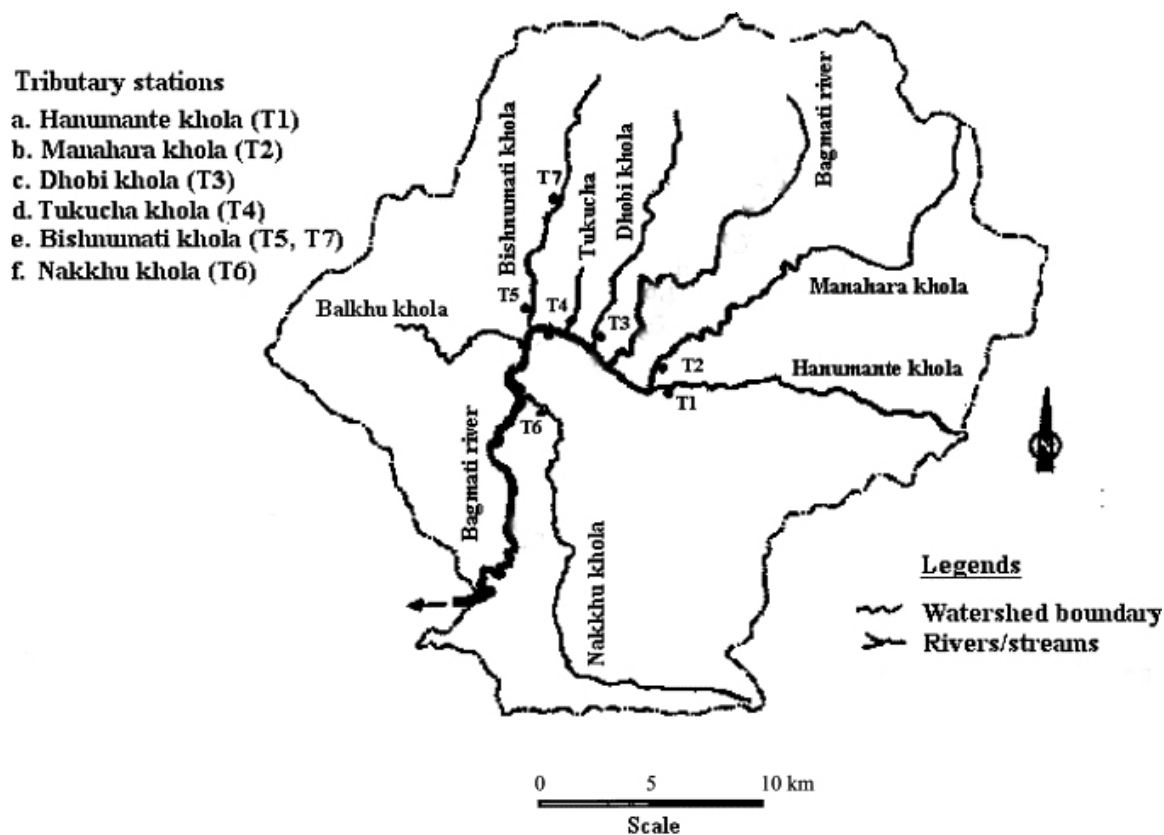 Tributary stations
a. Hanumante khola (T1)
b. Manahara khola (T2)
c. Dhobi khola (T3)
d. Tukucha khola (T4)
e. Bishnumati khola (T5, T7)
f. Nakkhu khola (T6)
Bishnumati khola
T7
Tukucha
Dhobi khola
Bagmati river
Manahara khola
T5
T4
T3
Balkhu khola
T2
Hanumante khola
T1
T6
Bagmati river
Nakkhu khola
Legends
Watershed boundary
Rivers/streams
0 5 10 km
Scale